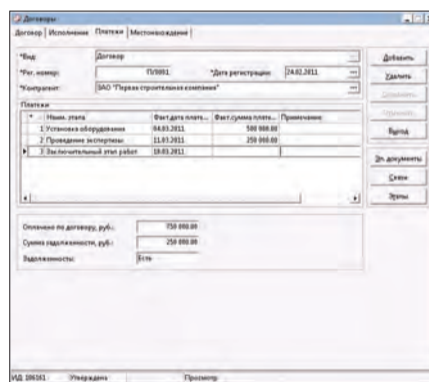 Договоры
Договор Исполнение Платежи Местонахождение
*Вид: Договор
*Рег. номер: П/0001 *Дата регистрации: 24.02.2011
*Контрагент: ЗАО "Первая строительная компания"
Платежи
* Наим. этапа Факт.дата плате... Факт.сумма плате... Примечание
1 Установка оборудования 04.03.2011 500 000.00
2 Проведение экспертизы 11.03.2011 250 000.00
3 Заключительный этап работ 18.03.2011
Оплачено по договору, руб.: 750 000.00
Сумма задолженности, руб.: 250 000.00
Задолженность: Есть
Добавить
Удалить
Выход
Эл. документы
Связи
Этапы
ИД: 106161 Утверждена Просмотр